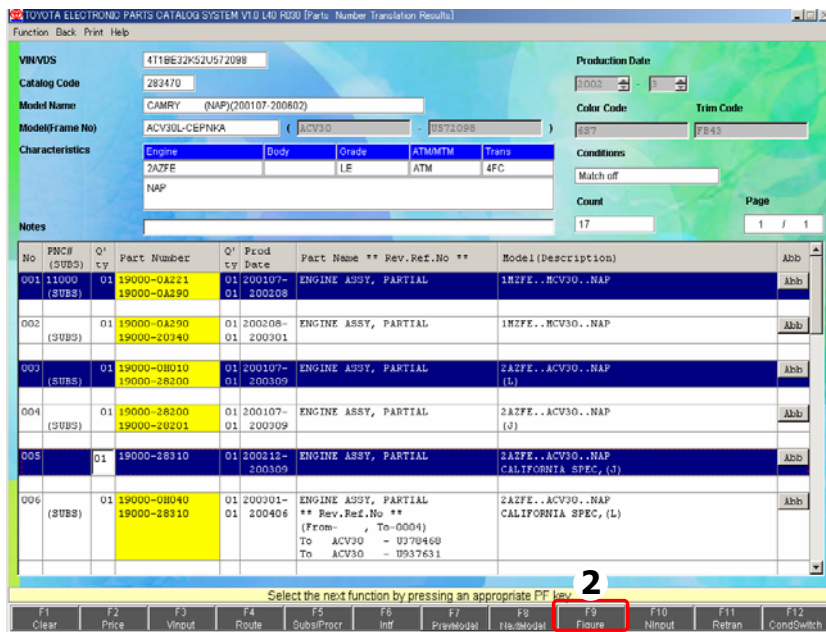 TOYOTA ELECTRONIC PARTS CATALOG SYSTEM V1.0 L40 R030 [Parts Number Translation Results]
Function Back Print Help
VIN/VDS 4T1BE32K52U572098 Production Date
Catalog Code 283470 2002 - 3
Model Name CAMRY (NAP)(200107-200602) Color Code Trim Code
Model(Frame No) ACV30L-CEPNKA ( ACV30 - U572098 ) 6B7 FB43
Characteristics Engine Body Grade ATM/MTM Trans Conditions
2AZFE LE ATM 4FC Match off
NAP
Count Page
17 1 / 1
Notes
No PNC# (SUBS) Q'ty Part Number Q'ty Prod Date Part Name ** Rev.Ref.No ** Model(Description) Abb
001 11000 01 19000-0A221 01 200107- ENGINE ASSY, PARTIAL 1MZFE..MCV30..NAP Abb
(SUBS) 19000-0A290 01 200208
002 01 19000-0A290 01 200208- ENGINE ASSY, PARTIAL 1MZFE..MCV30..NAP Abb
(SUBS) 19000-20340 01 200301
003 01 19000-0H010 01 200107- ENGINE ASSY, PARTIAL 2AZFE..ACV30..NAP Abb
(SUBS) 19000-28200 01 200309 (L)
004 01 19000-28200 01 200107- ENGINE ASSY, PARTIAL 2AZFE..ACV30..NAP Abb
(SUBS) 19000-28201 01 200309 (J)
005 01 19000-28310 01 200212- ENGINE ASSY, PARTIAL 2AZFE..ACV30..NAP Abb
200309 CALIFORNIA SPEC,(J)
006 01 19000-0H040 01 200301- ENGINE ASSY, PARTIAL 2AZFE..ACV30..NAP Abb
(SUBS) 19000-28310 01 200406 ** Rev.Ref.No ** CALIFORNIA SPEC,(L)
(From- , To-0004)
To ACV30 - U378468
To ACV30 - U937631
Select the next function by pressing an appropriate PF key
2
F1 F2 F3 F4 F5 F6 F7 F8 F9 F10 F11 F12
Clear Price VInput Route Subs/Procr Intf PrevModel NextModel Figure NInput Retran CondSwitch